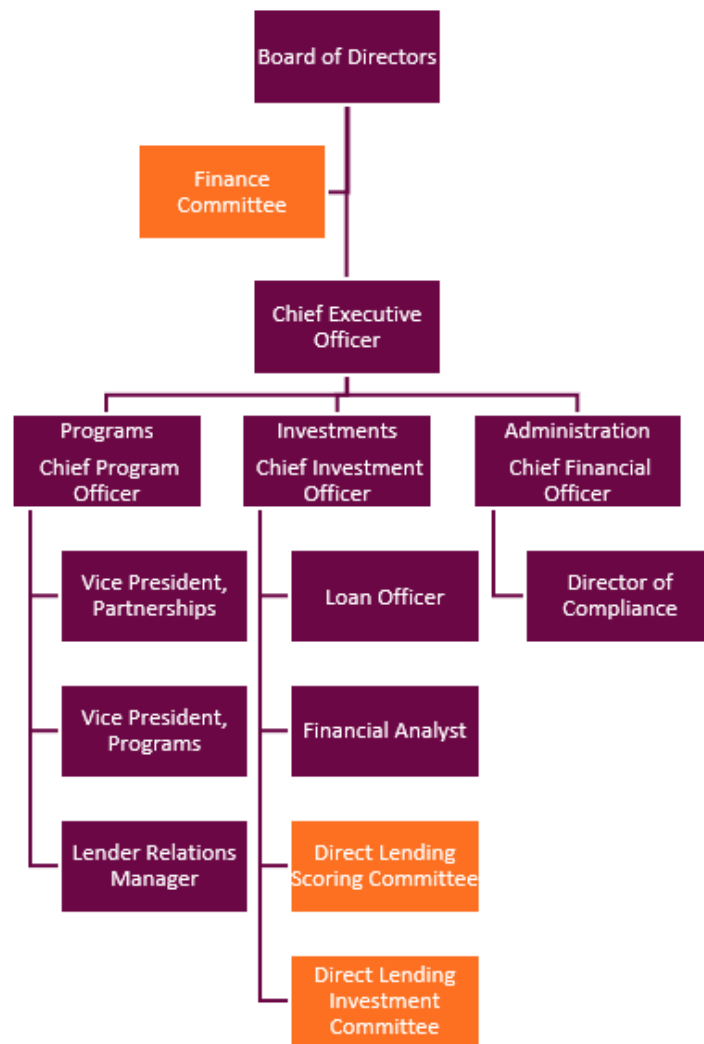 Board of Directors
Finance
Committee
Chief Executive
Officer
Programs
Chief Program
Officer
Investments
Chief Investment
Officer
Administration
Chief Financial
Officer
Vice President,
Partnerships
Loan Officer
Director of
Compliance
Vice President,
Programs
Financial Analyst
Lender Relations
Manager
Direct Lending
Scoring Committee
Direct Lending
Investment
Committee